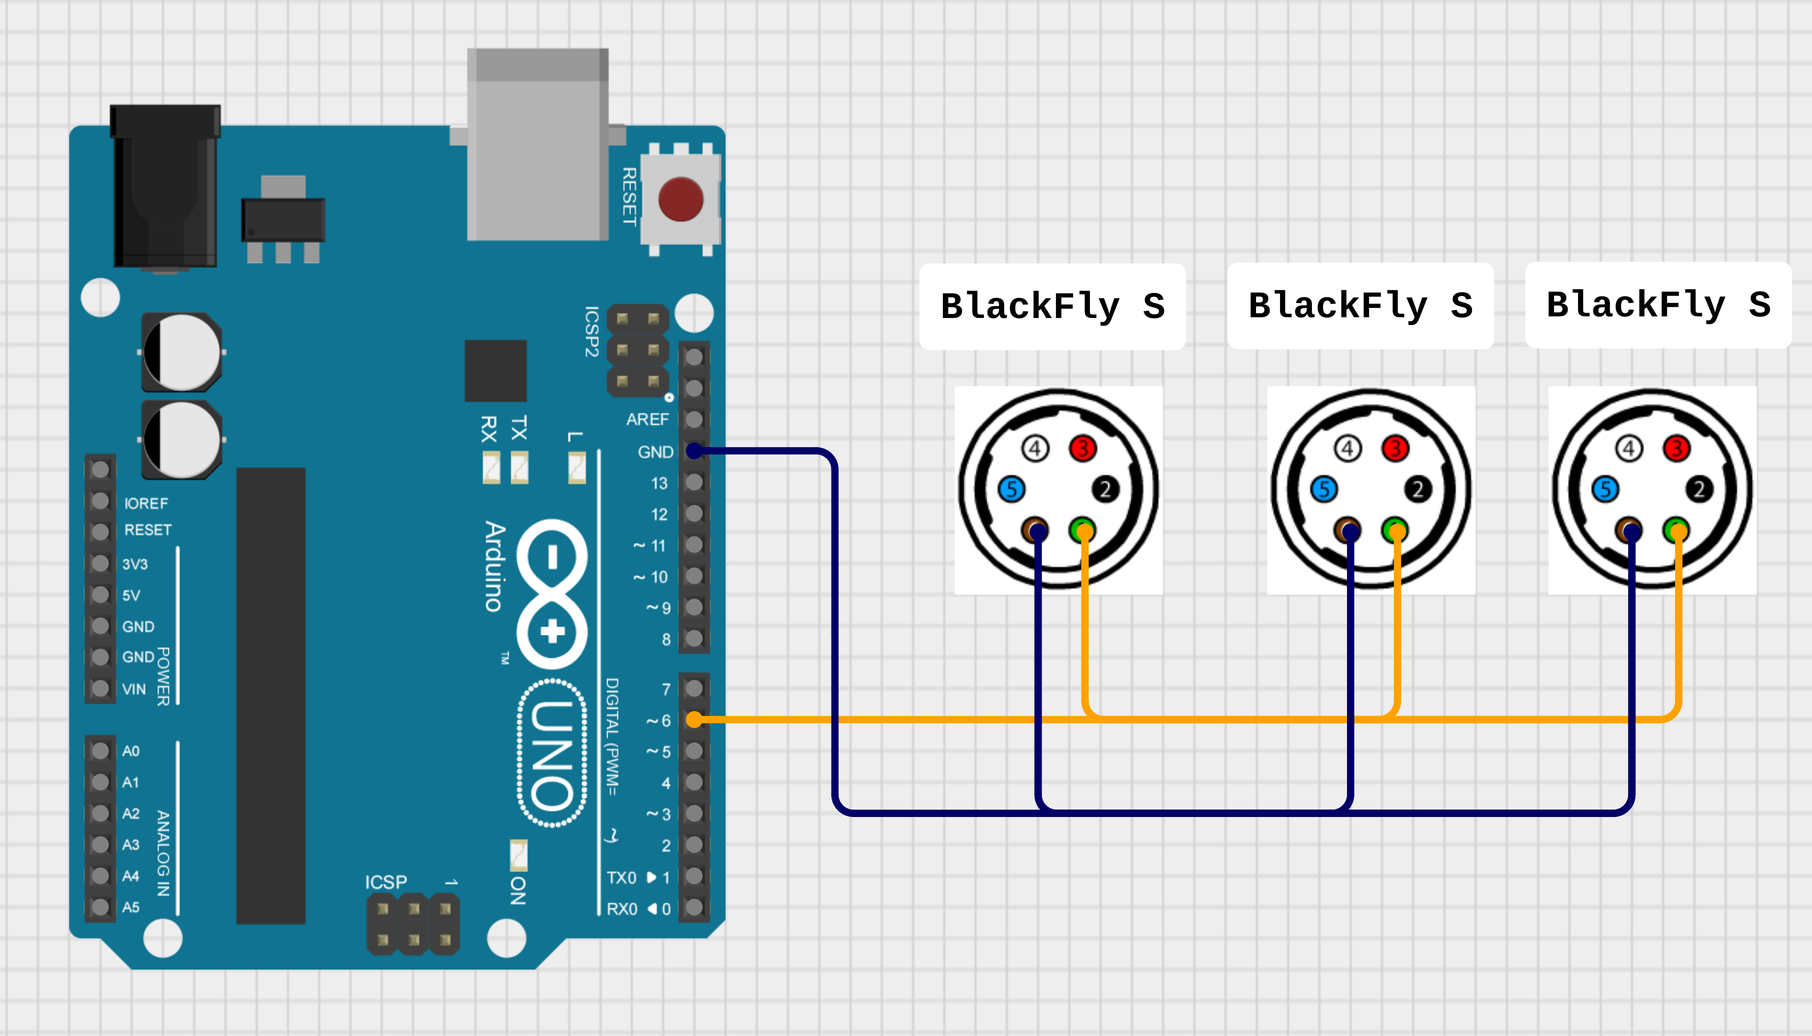 BlackFly S
BlackFly S
BlackFly S
4
3
5
2
4
3
5
2
4
3
5
2
RESET
ICSP2
RX
TX
L
AREF
GND
13
12
~ 11
~ 10
~ 9
8
7
~ 6
~ 5
4
~ 3
2
TX0 ▶ 1
RX0 ◀ 0
DIGITAL (PWM= ~)
Arduino
TM
UNO
ON
ICSP
1
IOREF
RESET
3V3
5V
GND
GND
VIN
POWER
A0
A1
A2
A3
A4
A5
ANALOG IN